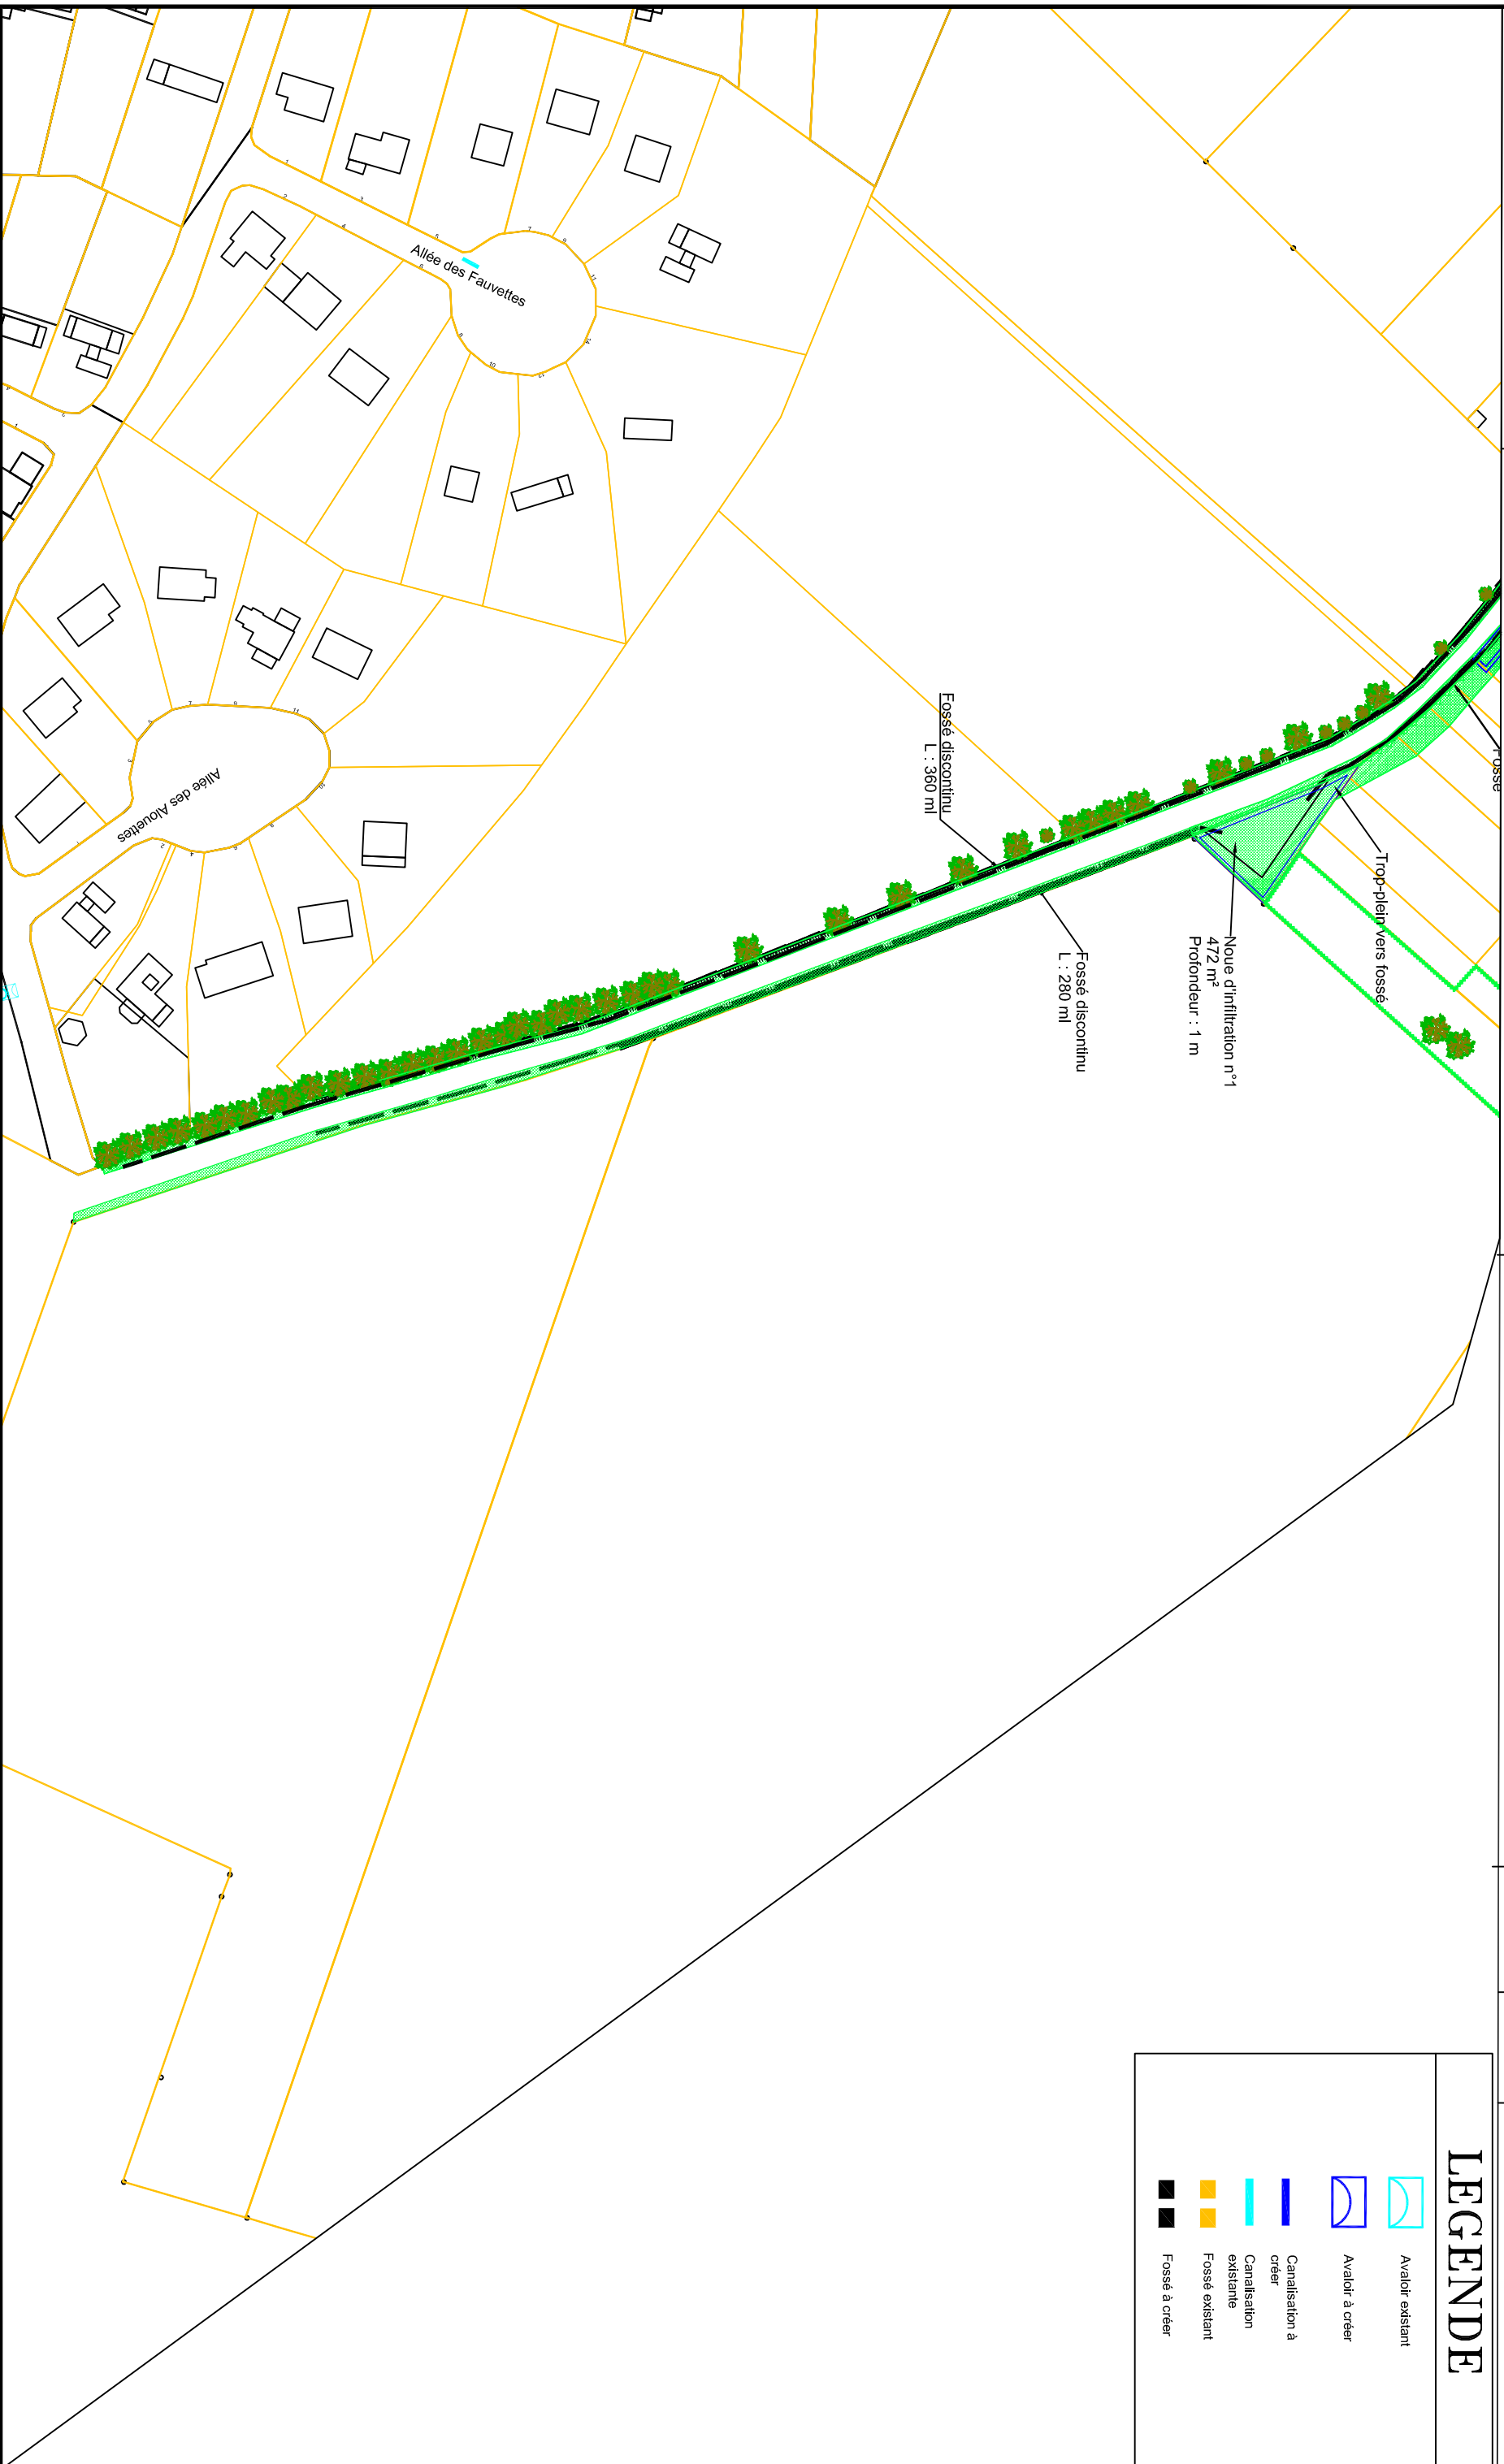 Allée des Fauvettes
Allée des Alouettes
Fossé discontinu
L : 360 ml
Fossé discontinu
L : 280 ml
Noue d'infiltration n°1
472 m²
Profondeur : 1 m
Trop-plein vers fossé
Fossé
LEGENDE
Avaloir existant
Avaloir à créer
Canalisation à
créer
Canalisation
existante
Fossé existant
Fossé à créer